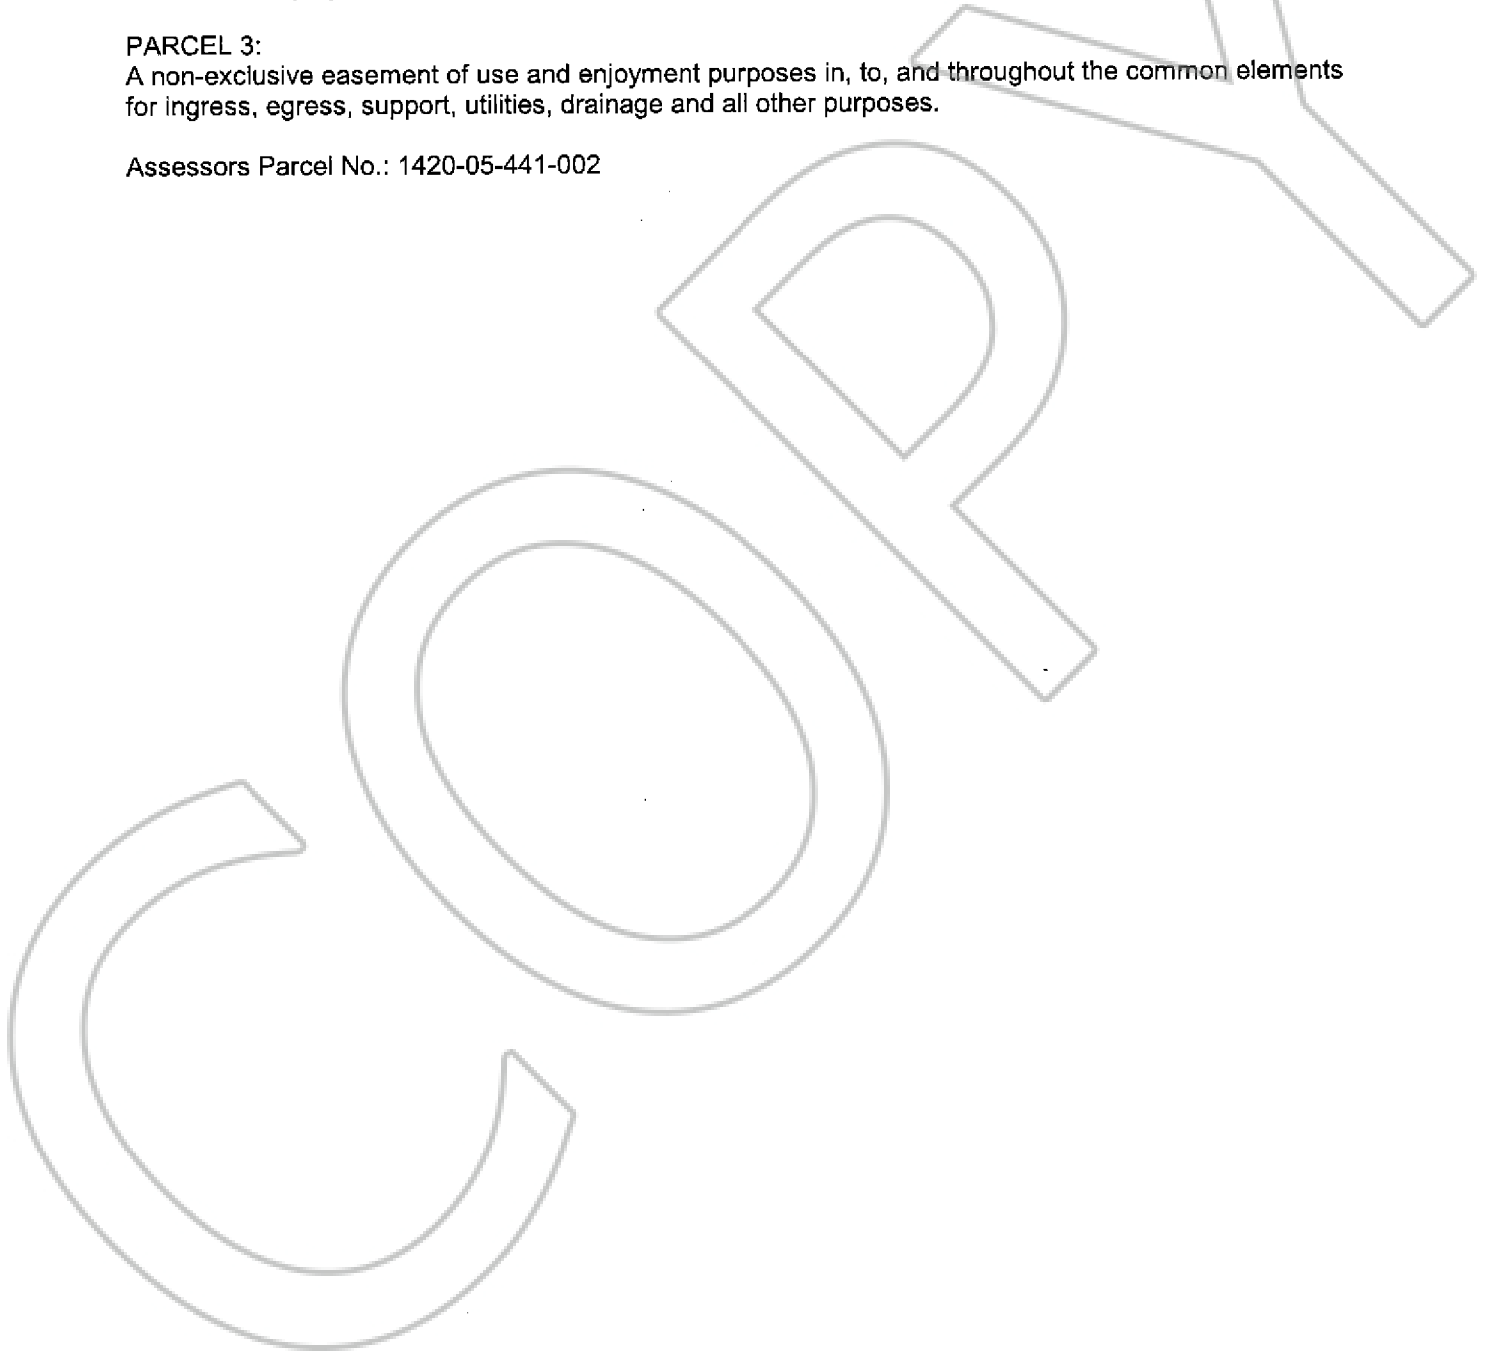 PARCEL 3:
A non-exclusive easement of use and enjoyment purposes in, to, and throughout the common elements
for ingress, egress, support, utilities, drainage and all other purposes.
Assessors Parcel No.: 1420-05-441-002
COPY